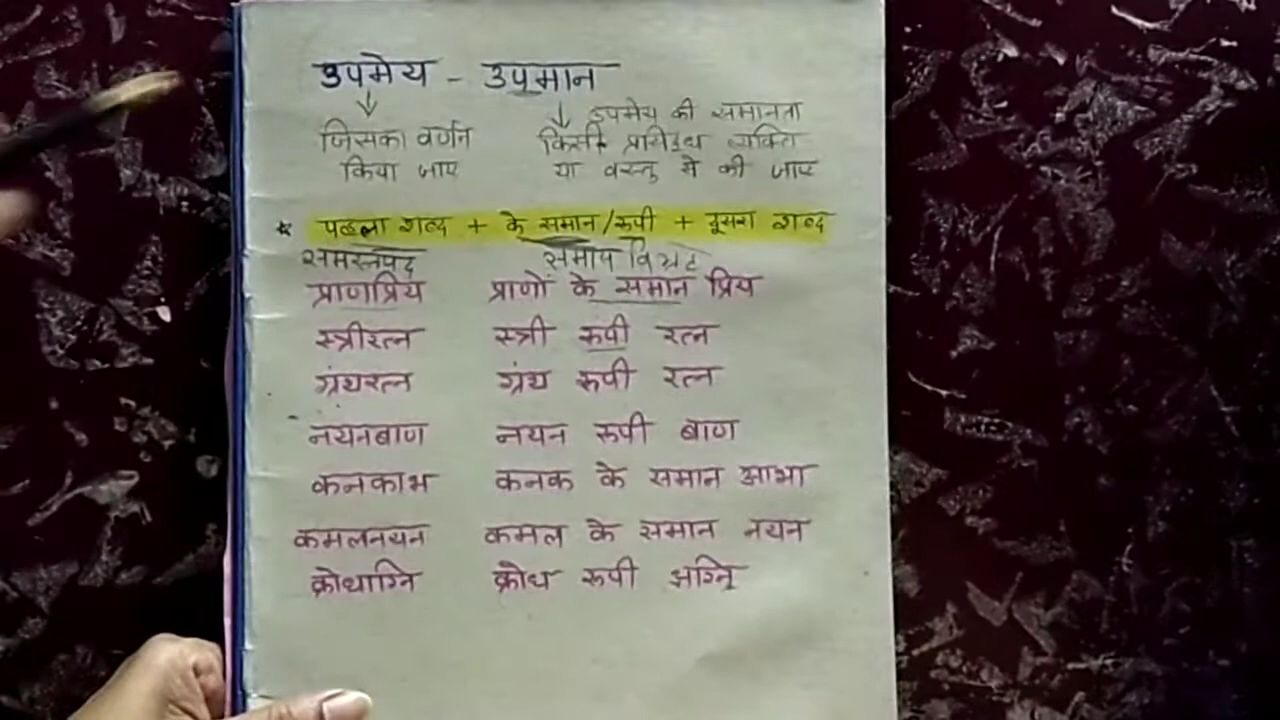 उपमेय - उपमान
↓ ↓ उपमेय की समानता
जिसका वर्णन किसी प्रसिद्ध व्यक्ति
किया जाए या वस्तु से की जाए
* पहला शब्द + के समान/रूपी + दूसरा शब्द
समस्तपद समास विग्रह
प्राणप्रिय प्राणों के समान प्रिय
स्त्रीरत्न स्त्री रूपी रत्न
ग्रंथरत्न ग्रंथ रूपी रत्न
नयनबाण नयन रूपी बाण
कनकाभ कनक के समान आभा
कमलनयन कमल के समान नयन
क्रोधाग्नि क्रोध रूपी अग्नि